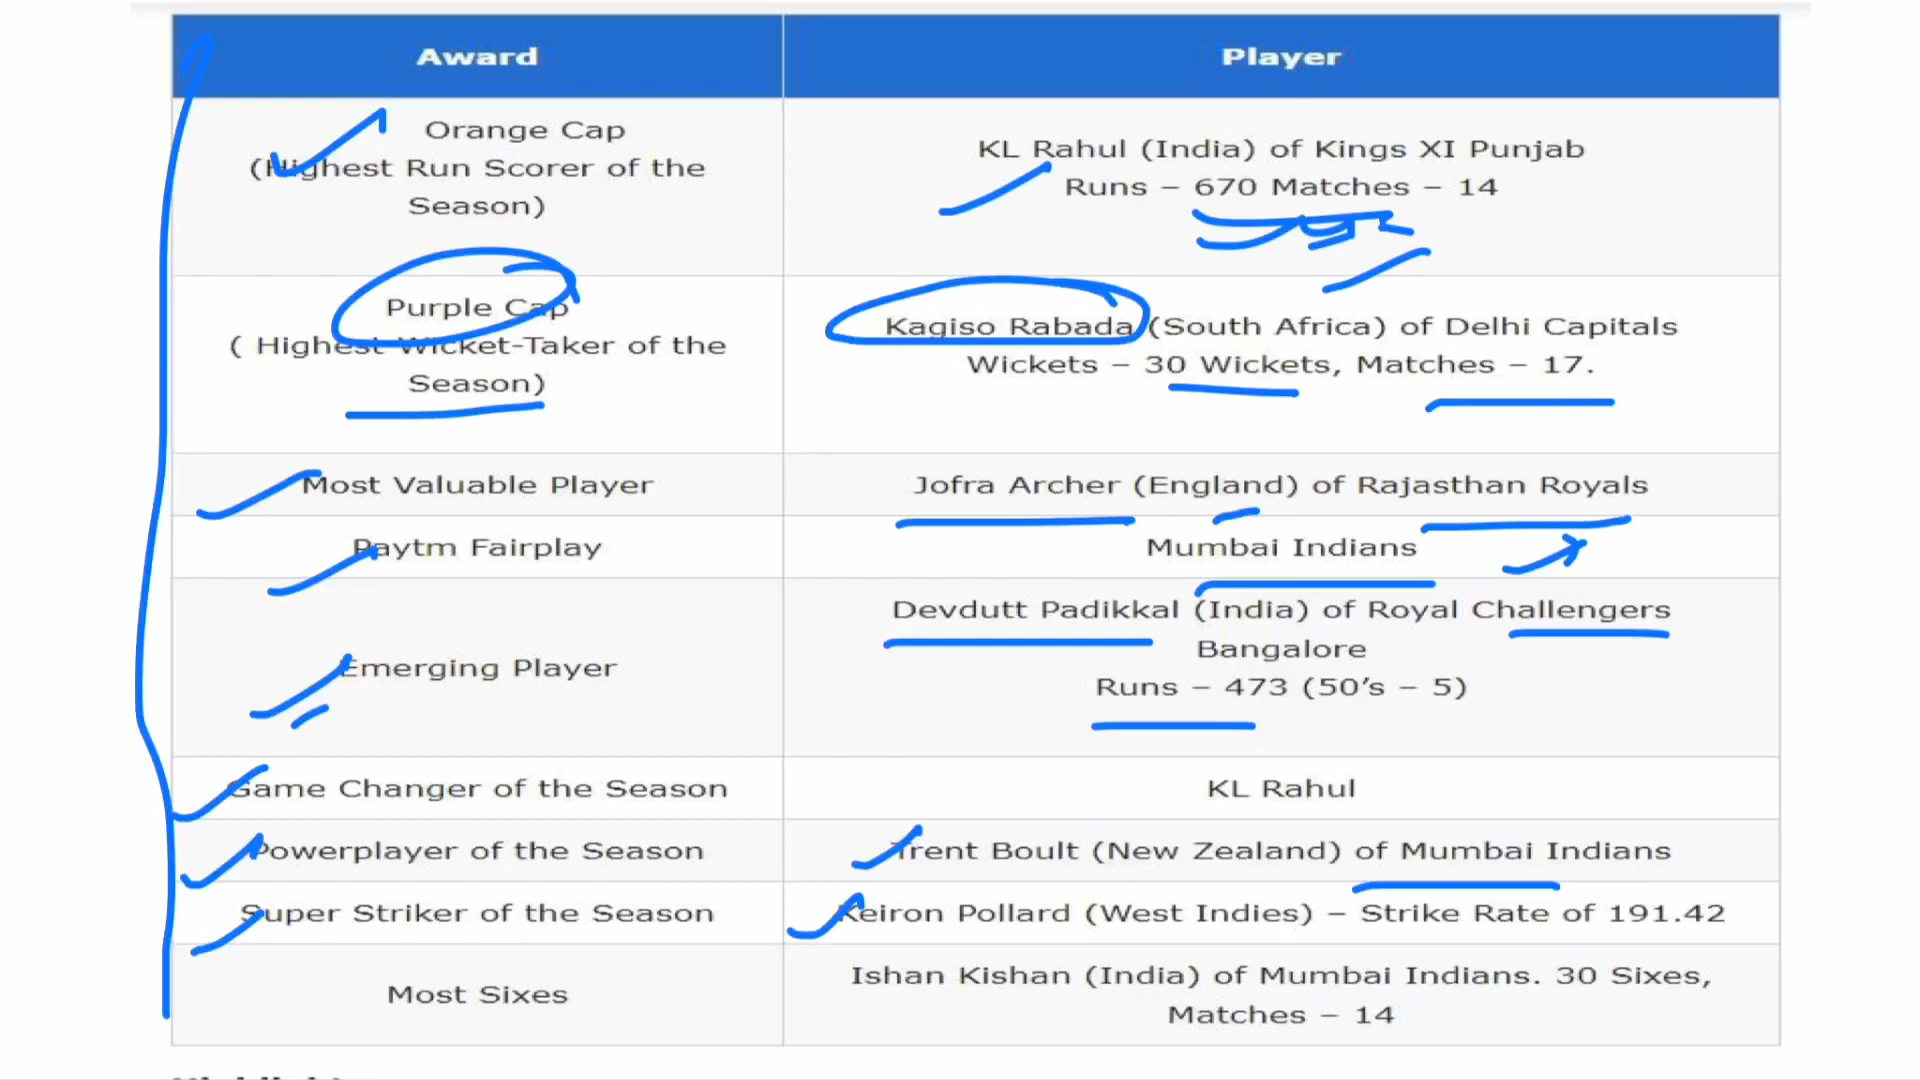 Award
Player
Orange Cap
(Highest Run Scorer of the
Season)
KL Rahul (India) of Kings XI Punjab
Runs – 670 Matches – 14
Purple Cap
( Highest Wicket-Taker of the
Season)
Kagiso Rabada (South Africa) of Delhi Capitals
Wickets – 30 Wickets, Matches – 17.
Most Valuable Player
Jofra Archer (England) of Rajasthan Royals
Paytm Fairplay
Mumbai Indians
Emerging Player
Devdutt Padikkal (India) of Royal Challengers
Bangalore
Runs – 473 (50’s – 5)
Game Changer of the Season
KL Rahul
Powerplayer of the Season
Trent Boult (New Zealand) of Mumbai Indians
Super Striker of the Season
Keiron Pollard (West Indies) – Strike Rate of 191.42
Most Sixes
Ishan Kishan (India) of Mumbai Indians. 30 Sixes,
Matches – 14